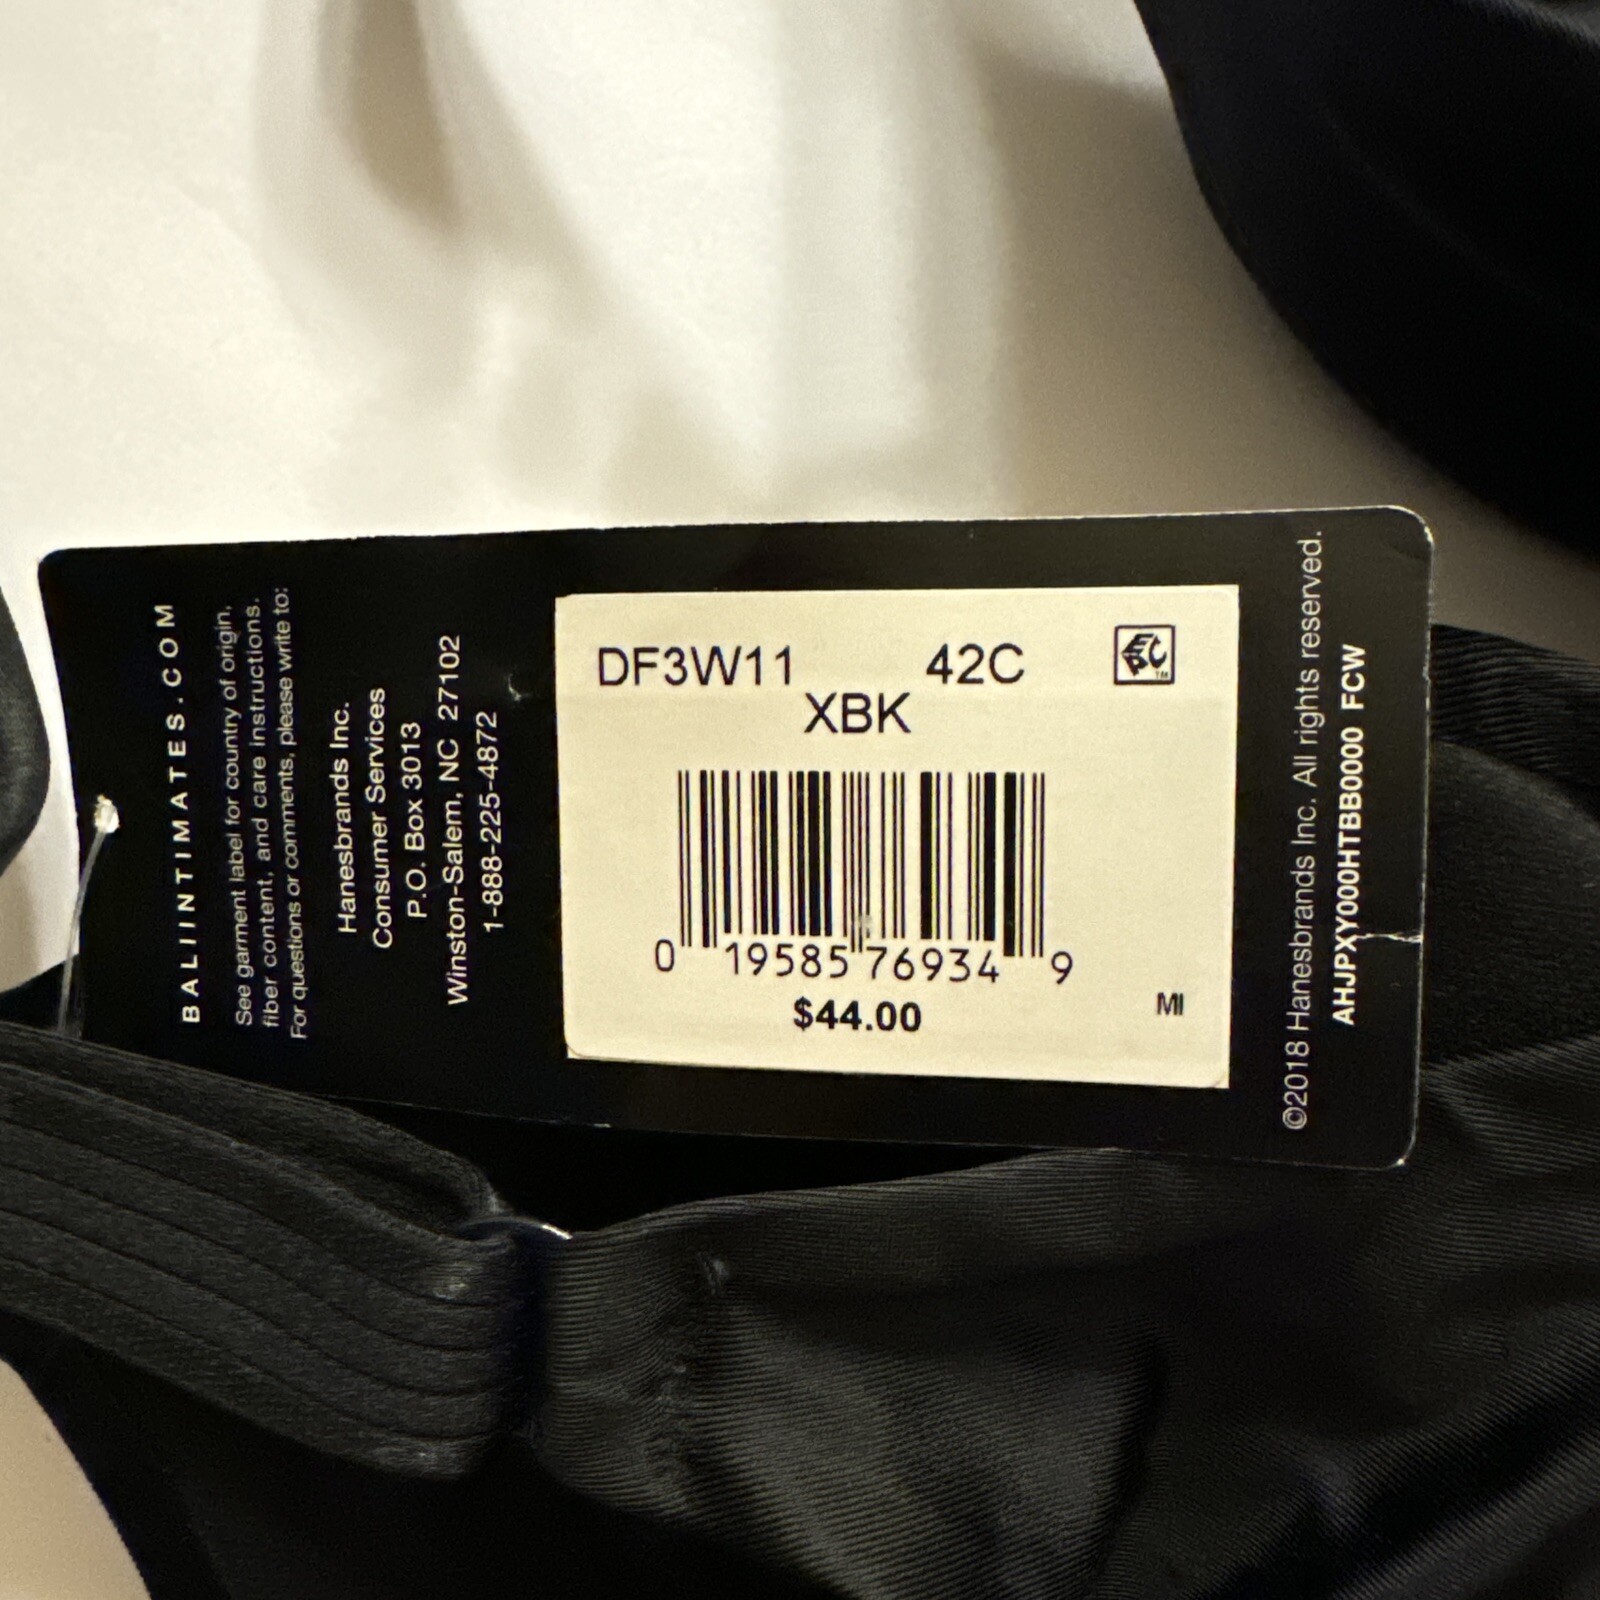 BALIINTIMATES.COM
See garment label for country of origin,
fiber content, and care instructions.
For questions or comments, please write to:
Hanesbrands Inc.
Consumer Services
P.O. Box 3013
Winston-Salem, NC 27102
1-888-225-4872
DF3W11 42C
XBK
0 19585 76934 9
$44.00
MI
©2018 Hanesbrands Inc. All rights reserved.
AHJPXY000HTBB0000 FCW